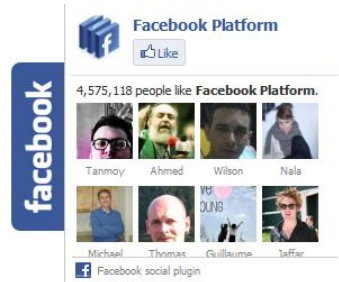 facebook
Facebook Platform
Like
4,575,118 people like Facebook Platform.
Tanmoy Ahmed Wilson Nala
Michael Thomas Guillaume Jaffar
Facebook social plugin